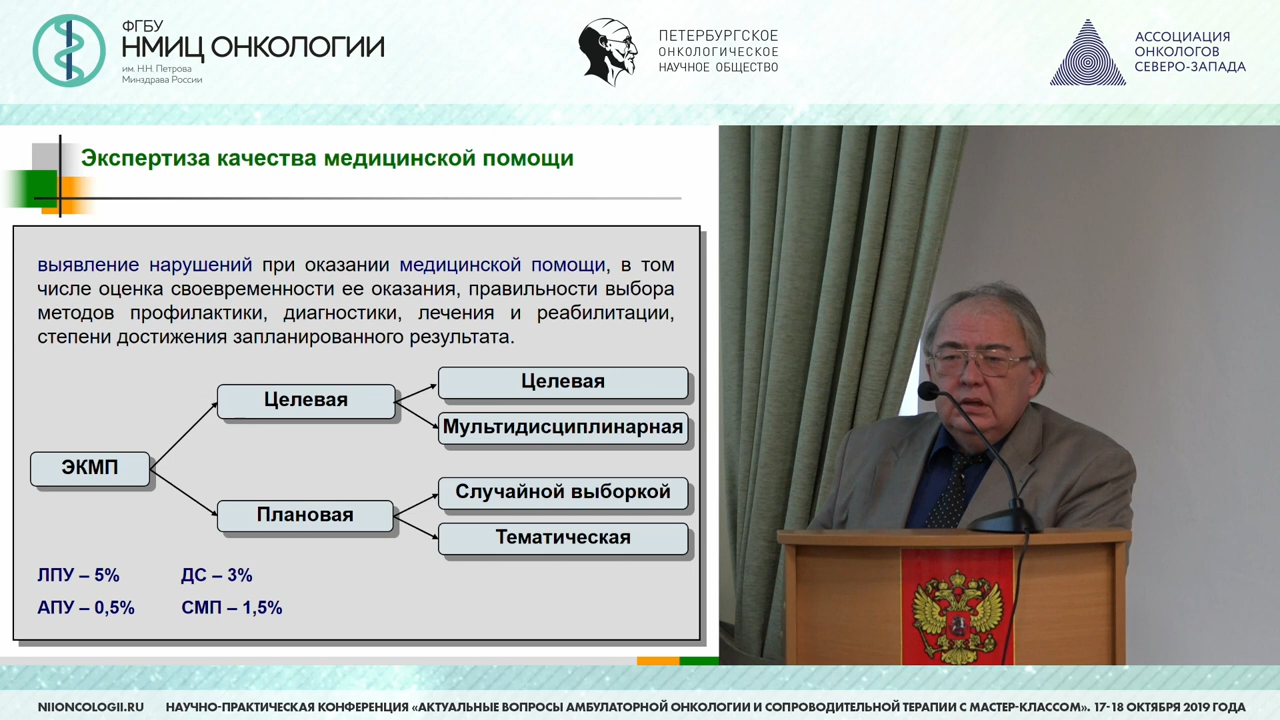 ФГБУ
НМИЦ ОНКОЛОГИИ
им. Н.Н. Петрова
Минздрава России
ПЕТЕРБУРГСКОЕ
ОНКОЛОГИЧЕСКОЕ
НАУЧНОЕ ОБЩЕСТВО
АССОЦИАЦИЯ
ОНКОЛОГОВ
СЕВЕРО-ЗАПАДА
Экспертиза качества медицинской помощи
выявление нарушений при оказании медицинской помощи, в том
числе оценка своевременности ее оказания, правильности выбора
методов профилактики, диагностики, лечения и реабилитации,
степени достижения запланированного результата.
ЭКМП
Целевая
Целевая
Мультидисциплинарная
Плановая
Случайной выборкой
Тематическая
ЛПУ – 5% ДС – 3%
АПУ – 0,5% СМП – 1,5%
NIIONCOLOGII.RU НАУЧНО-ПРАКТИЧЕСКАЯ КОНФЕРЕНЦИЯ «АКТУАЛЬНЫЕ ВОПРОСЫ АМБУЛАТОРНОЙ ОНКОЛОГИИ И СОПРОВОДИТЕЛЬНОЙ ТЕРАПИИ С МАСТЕР-КЛАССОМ». 17-18 ОКТЯБРЯ 2019 ГОДА